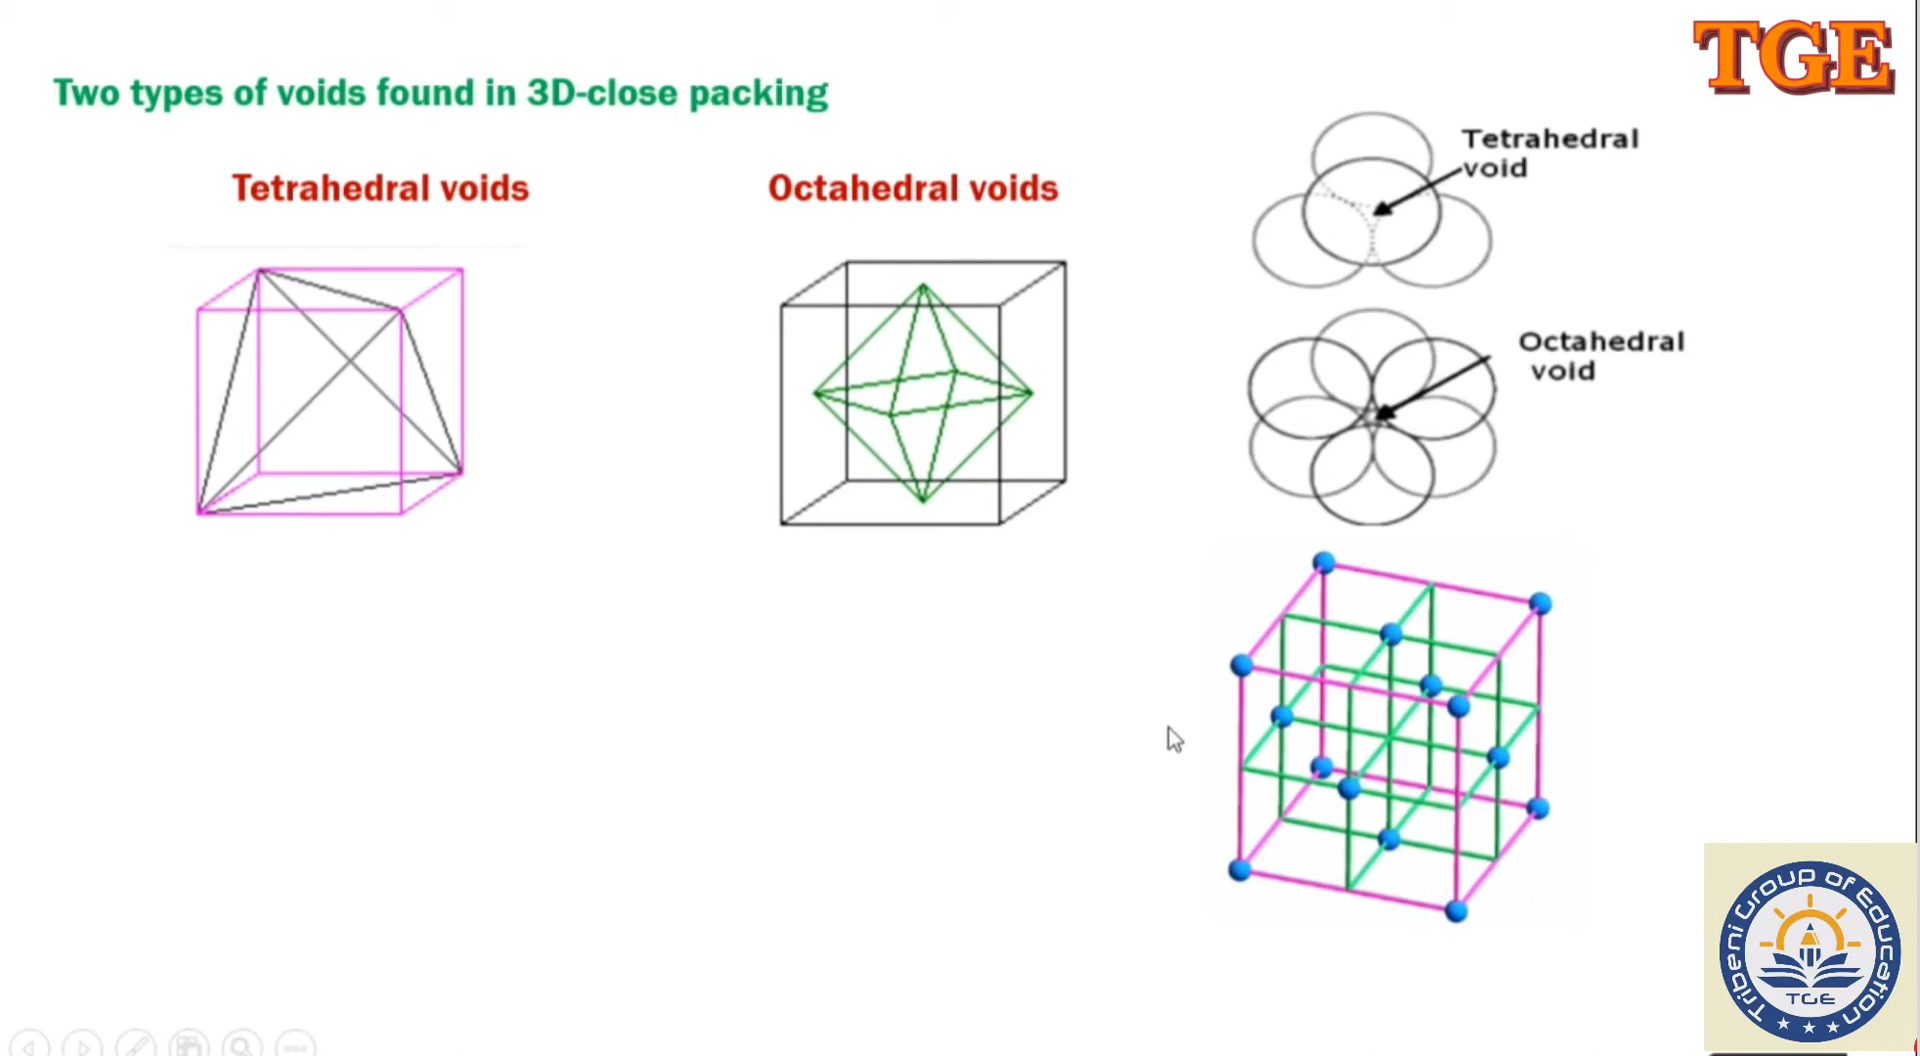 TGE
Two types of voids found in 3D-close packing
Tetrahedral voids
Octahedral voids
Tetrahedral
void
Octahedral
void
Tribeni Group of Education
TGE